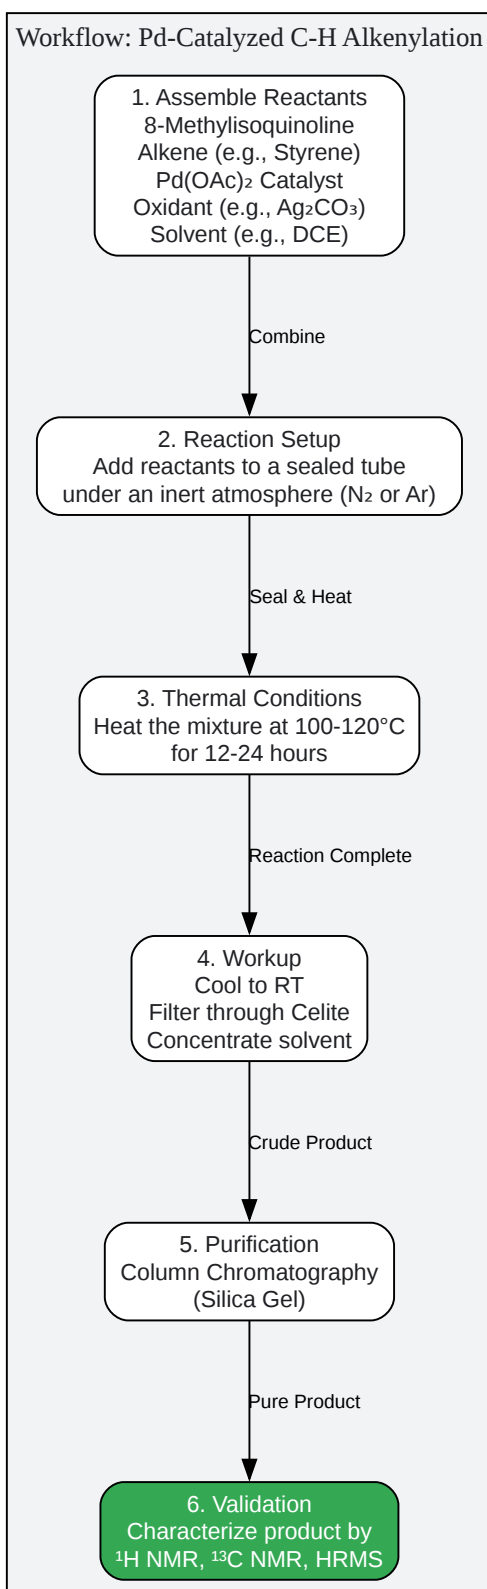 Workflow: Pd-Catalyzed C-H Alkenylation
1. Assemble Reactants
8-Methylisoquinoline
Alkene (e.g., Styrene)
Pd(OAc)₂ Catalyst
Oxidant (e.g., Ag₂CO₃)
Solvent (e.g., DCE)
Combine
2. Reaction Setup
Add reactants to a sealed tube
under an inert atmosphere (N₂ or Ar)
Seal & Heat
3. Thermal Conditions
Heat the mixture at 100-120°C
for 12-24 hours
Reaction Complete
4. Workup
Cool to RT
Filter through Celite
Concentrate solvent
Crude Product
5. Purification
Column Chromatography
(Silica Gel)
Pure Product
6. Validation
Characterize product by
¹H NMR, ¹³C NMR, HRMS